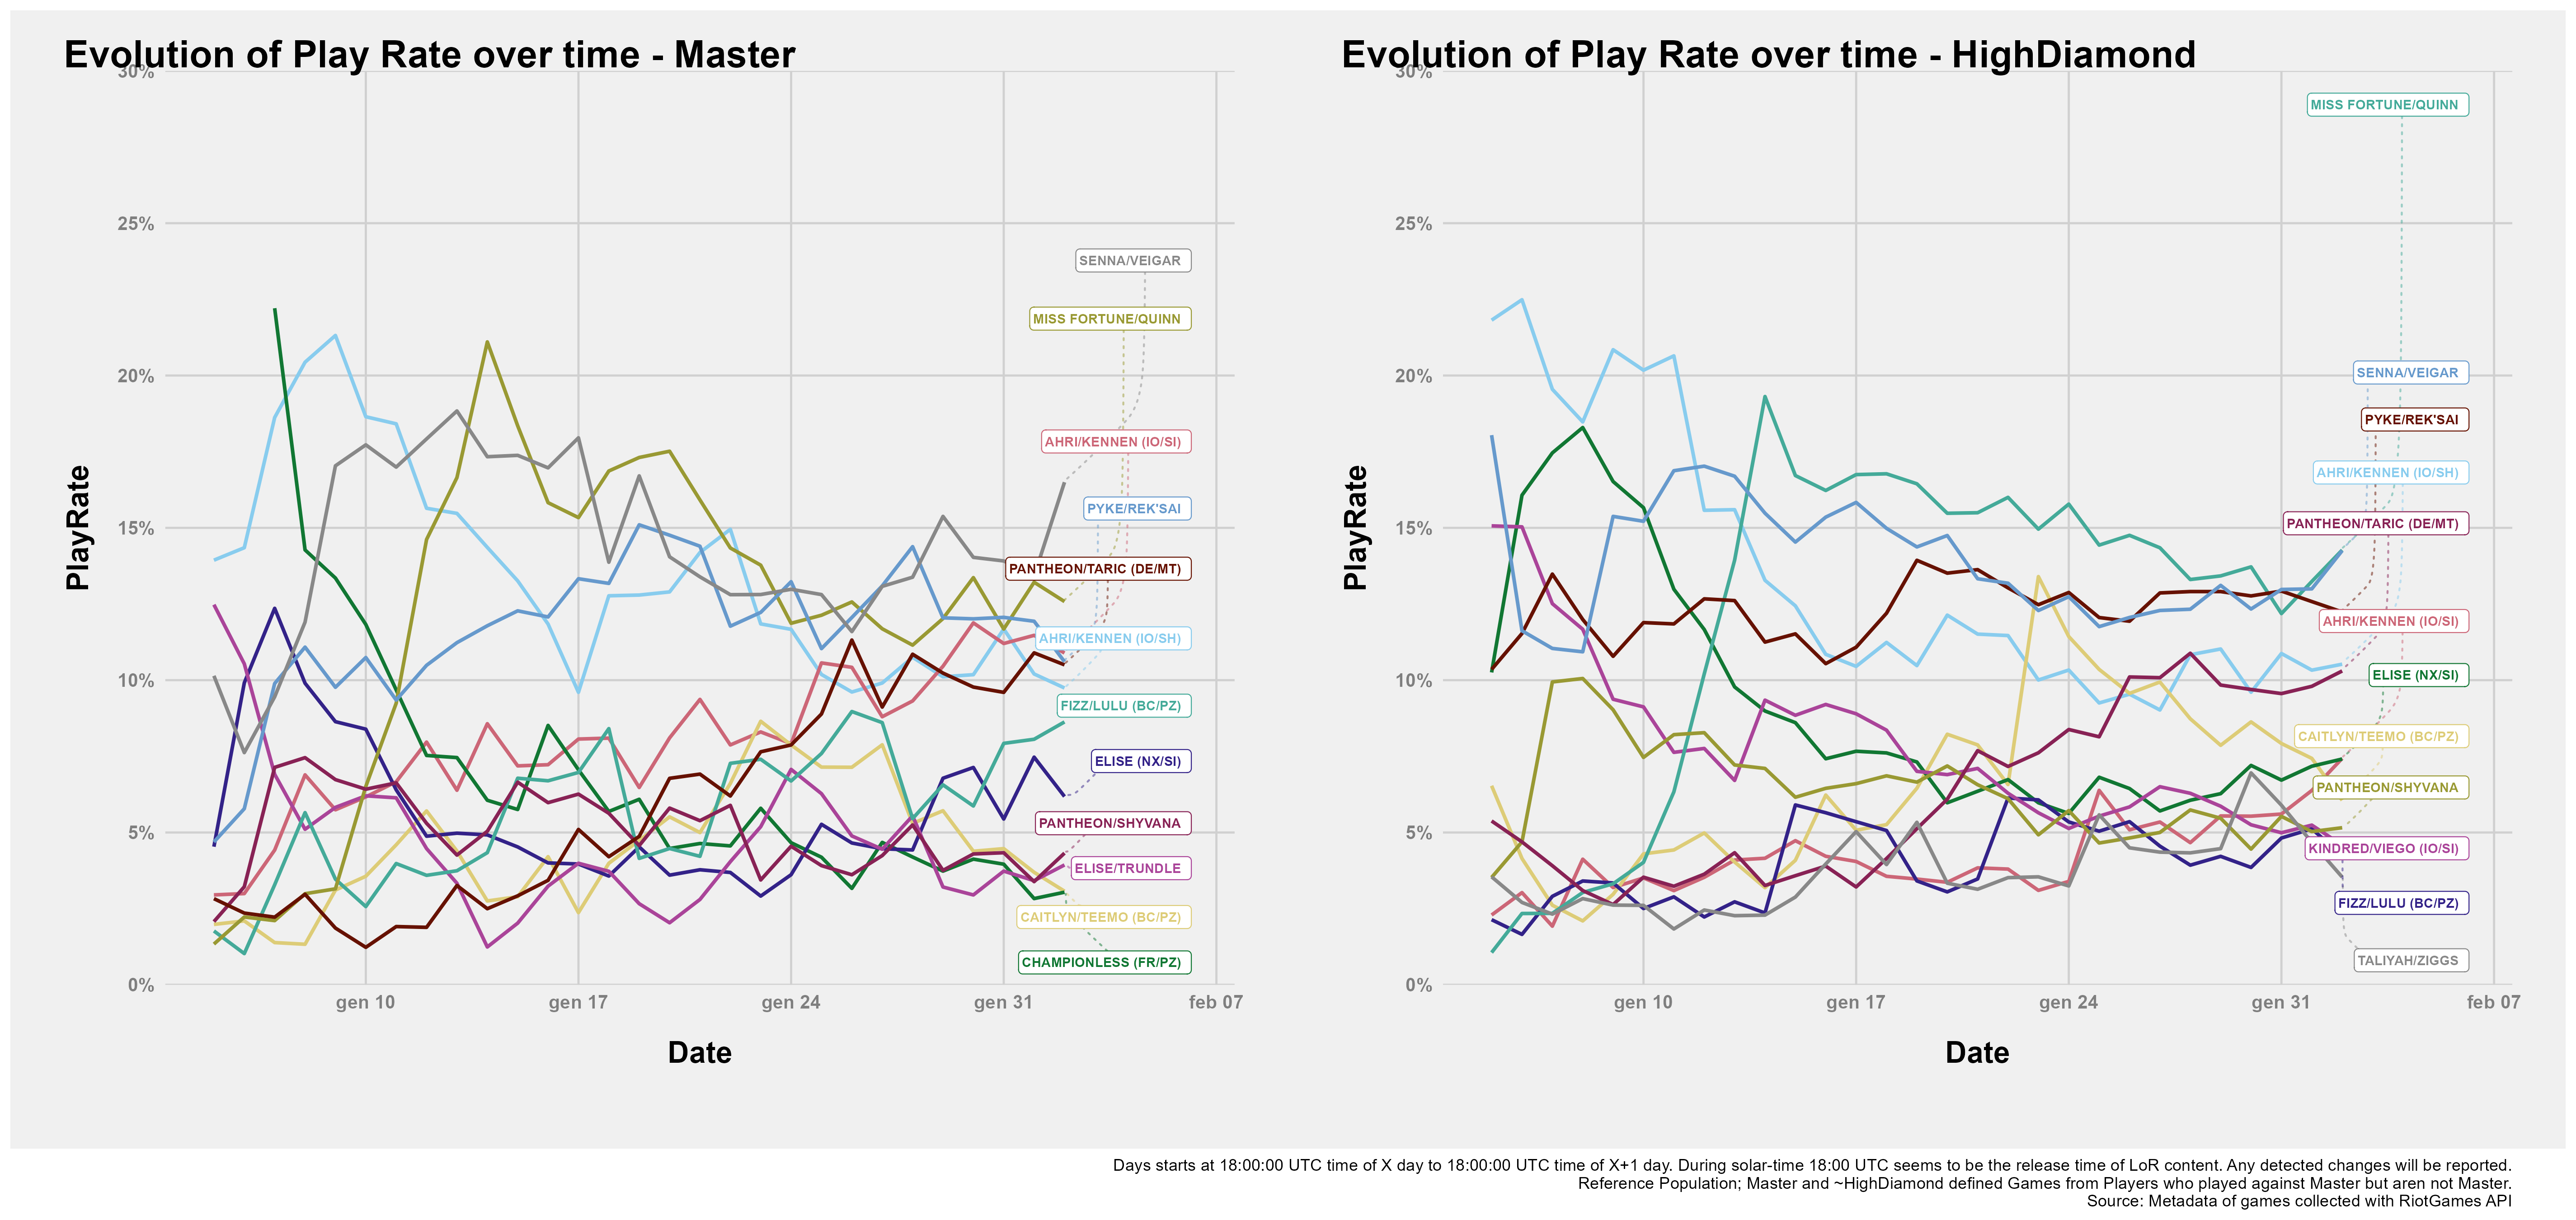 Evolution of Play Rate over time - Master
30%
25%
20%
15%
10%
5%
0%
PlayRate
SENNA/VEIGAR
MISS FORTUNE/QUINN
AHRI/KENNEN (IO/SI)
PYKE/REK'SAI
PANTHEON/TARIC (DE/MT)
AHRI/KENNEN (IO/SH)
FIZZ/LULU (BC/PZ)
ELISE (NX/SI)
PANTHEON/SHYVANA
ELISE/TRUNDLE
CAITLYN/TEEMO (BC/PZ)
CHAMPIONLESS (FR/PZ)
gen 10
gen 17
gen 24
gen 31
feb 07
Date
Evolution of Play Rate over time - HighDiamond
30%
25%
20%
15%
10%
5%
0%
PlayRate
MISS FORTUNE/QUINN
SENNA/VEIGAR
PYKE/REK'SAI
AHRI/KENNEN (IO/SH)
PANTHEON/TARIC (DE/MT)
AHRI/KENNEN (IO/SI)
ELISE (NX/SI)
CAITLYN/TEEMO (BC/PZ)
PANTHEON/SHYVANA
KINDRED/VIEGO (IO/SI)
FIZZ/LULU (BC/PZ)
TALIYAH/ZIGGS
gen 10
gen 17
gen 24
gen 31
feb 07
Date
Days starts at 18:00:00 UTC time of X day to 18:00:00 UTC time of X+1 day. During solar-time 18:00 UTC seems to be the release time of LoR content. Any detected changes will be reported.
Reference Population; Master and ~HighDiamond defined Games from Players who played against Master but aren not Master.
Source: Metadata of games collected with RiotGames API